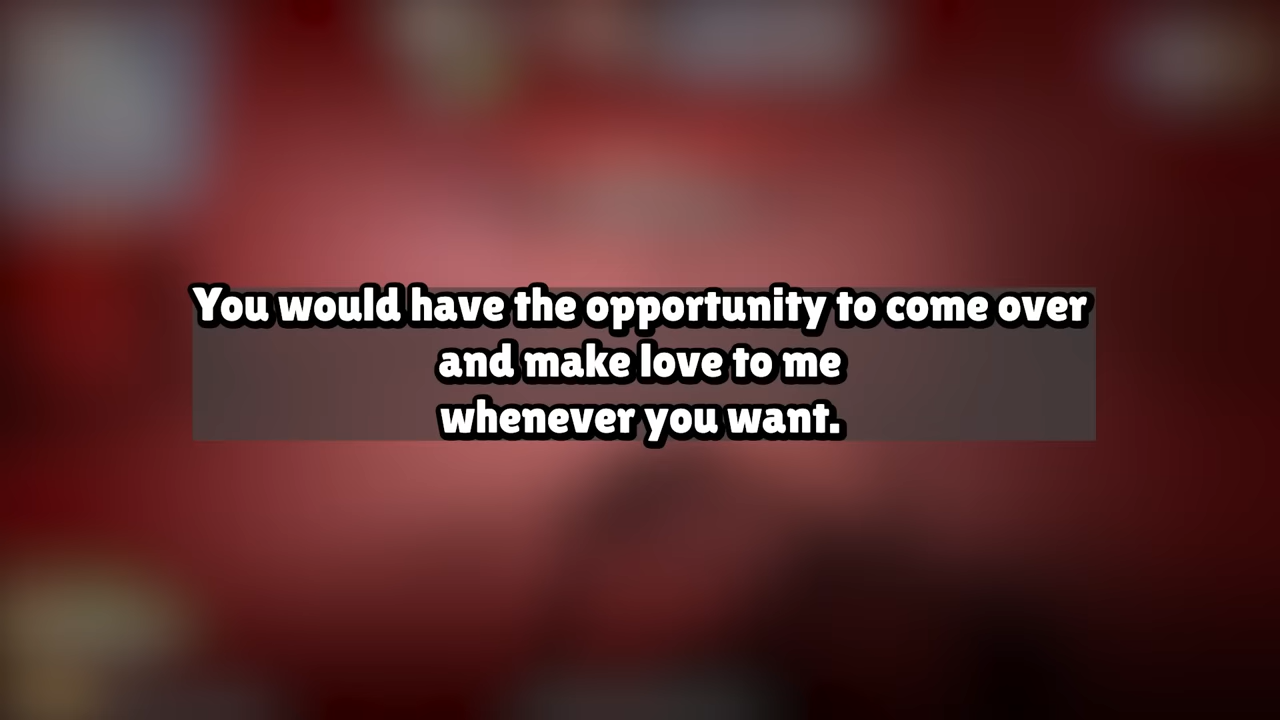 You would have the opportunity to come over
and make love to me
whenever you want.